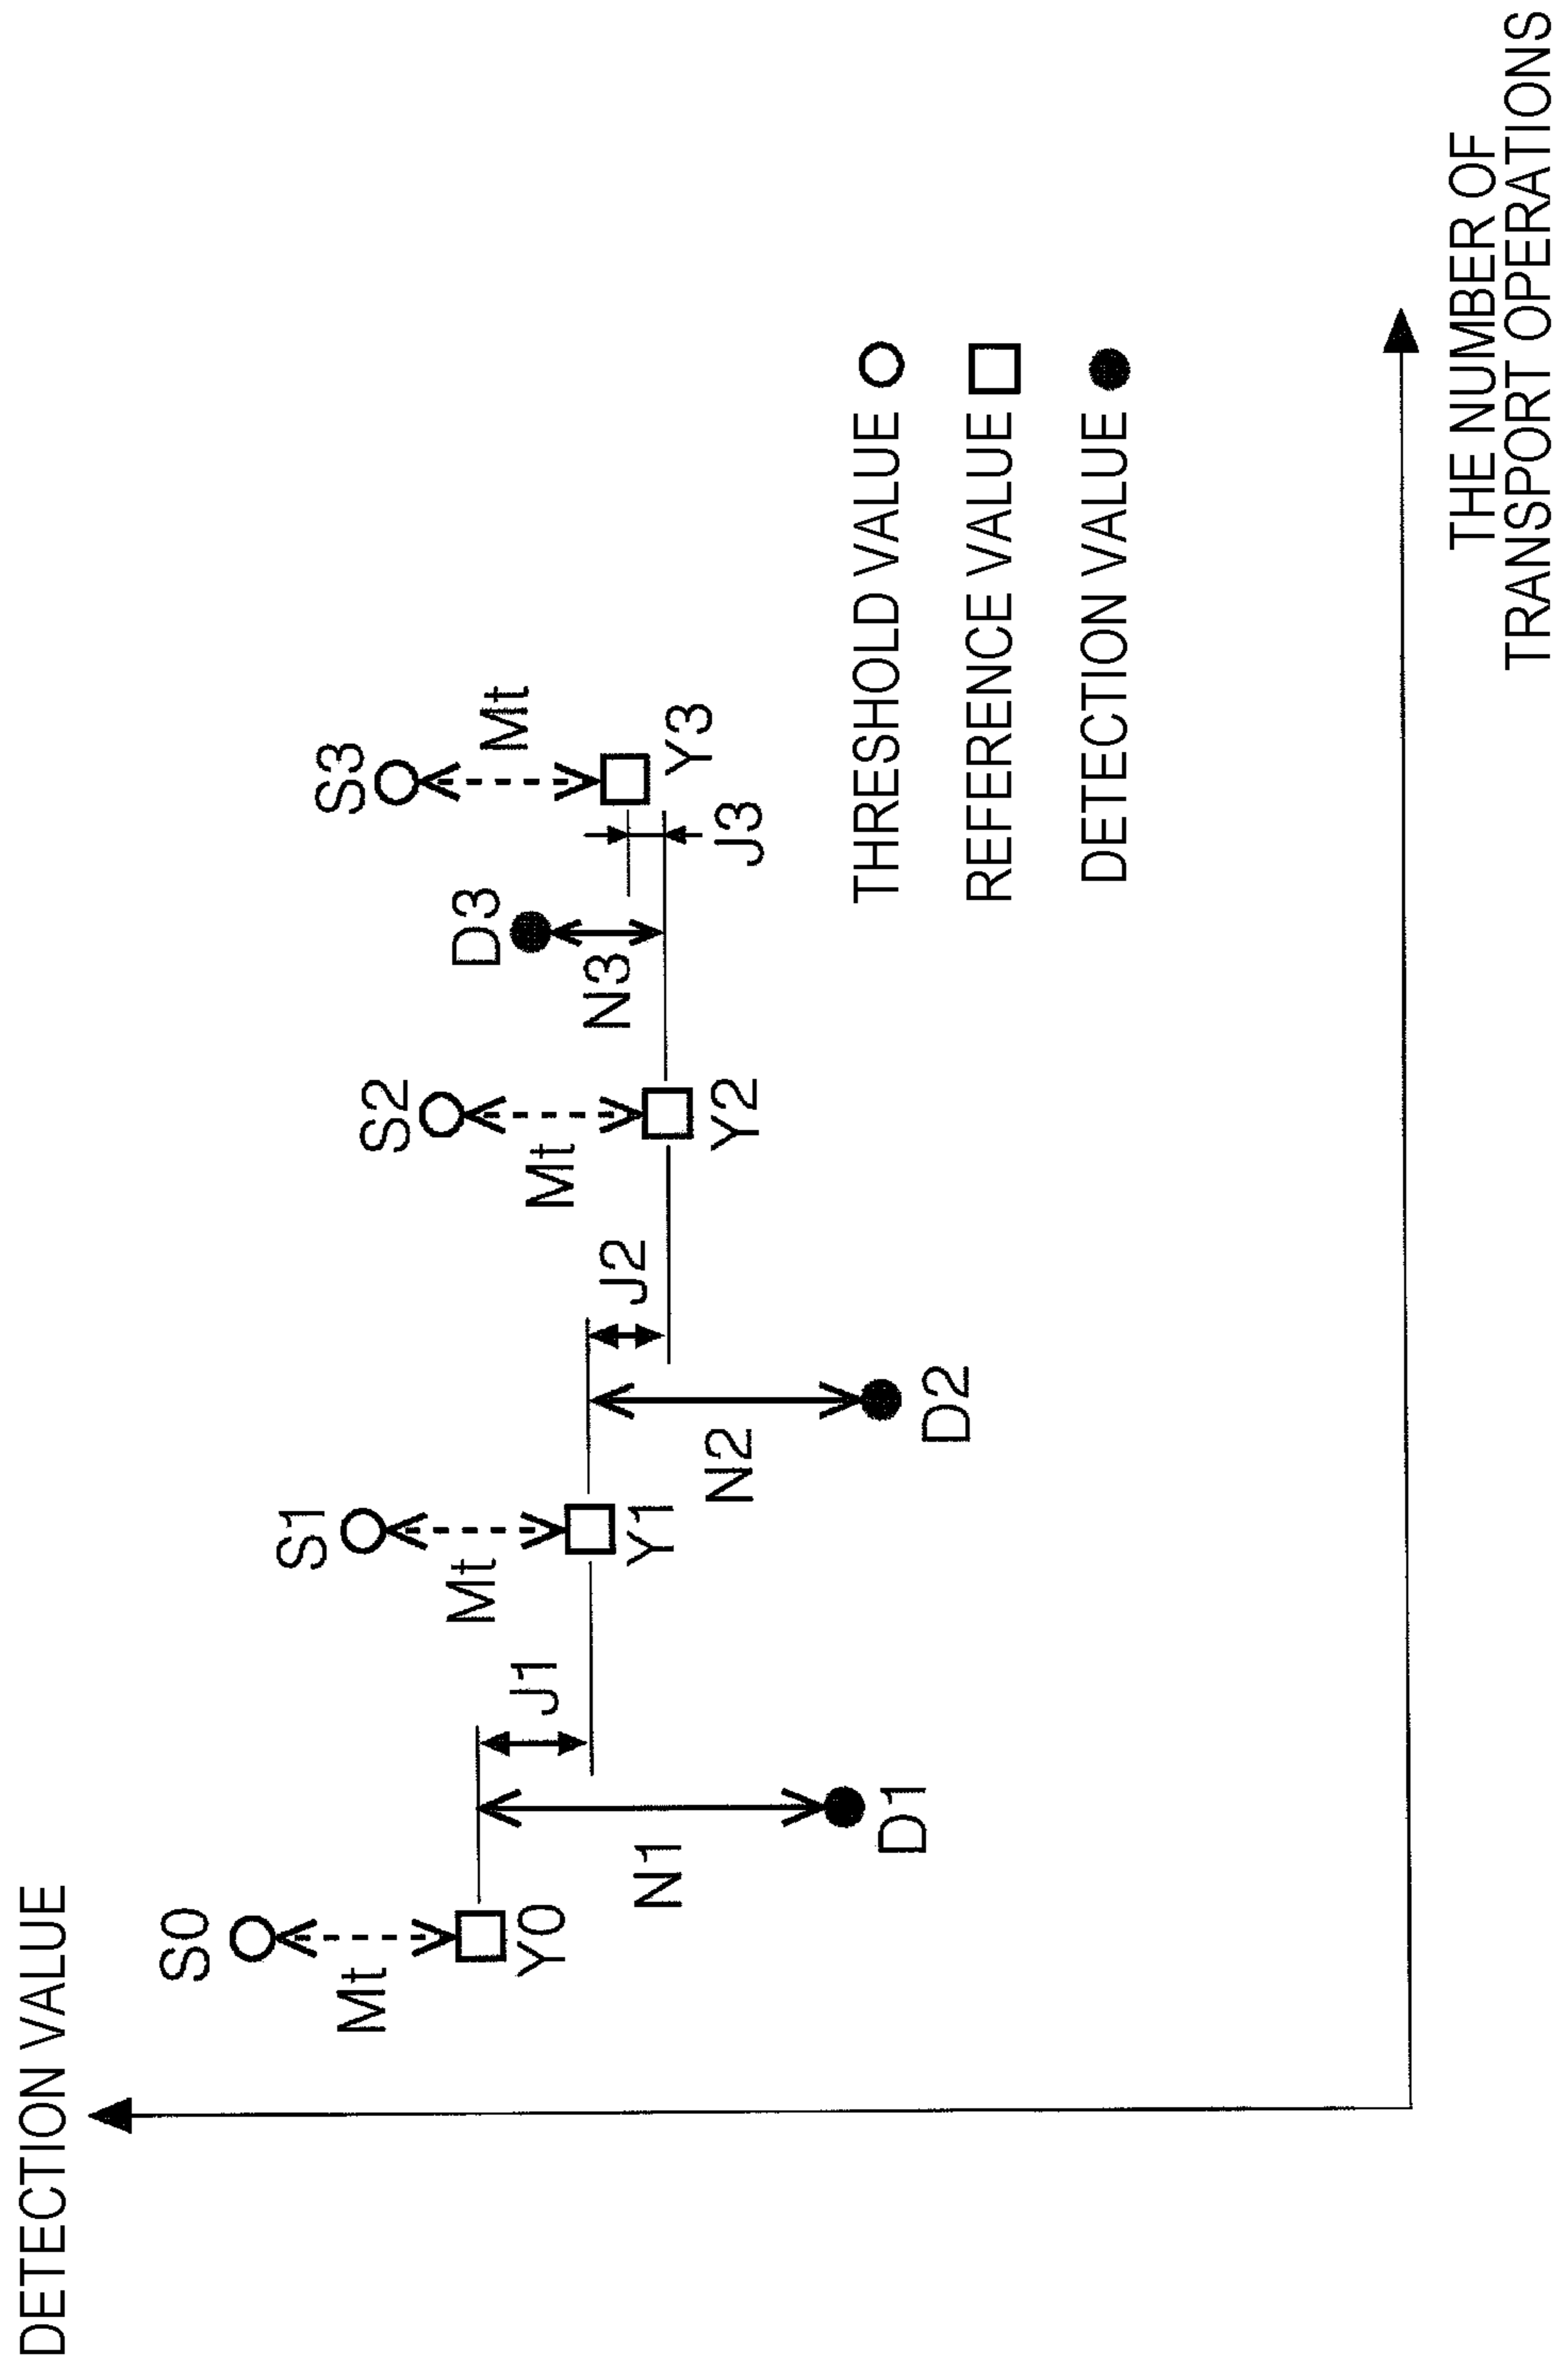 DETECTION VALUE
S0
Mt
Y0
N1
D1
J1
S1
Mt
Y1
N2
D2
J2
S2
Mt
Y2
D3
N3
J3
S3
Mt
Y3
THRESHOLD VALUE
REFERENCE VALUE
DETECTION VALUE
THE NUMBER OF
TRANSPORT OPERATIONS